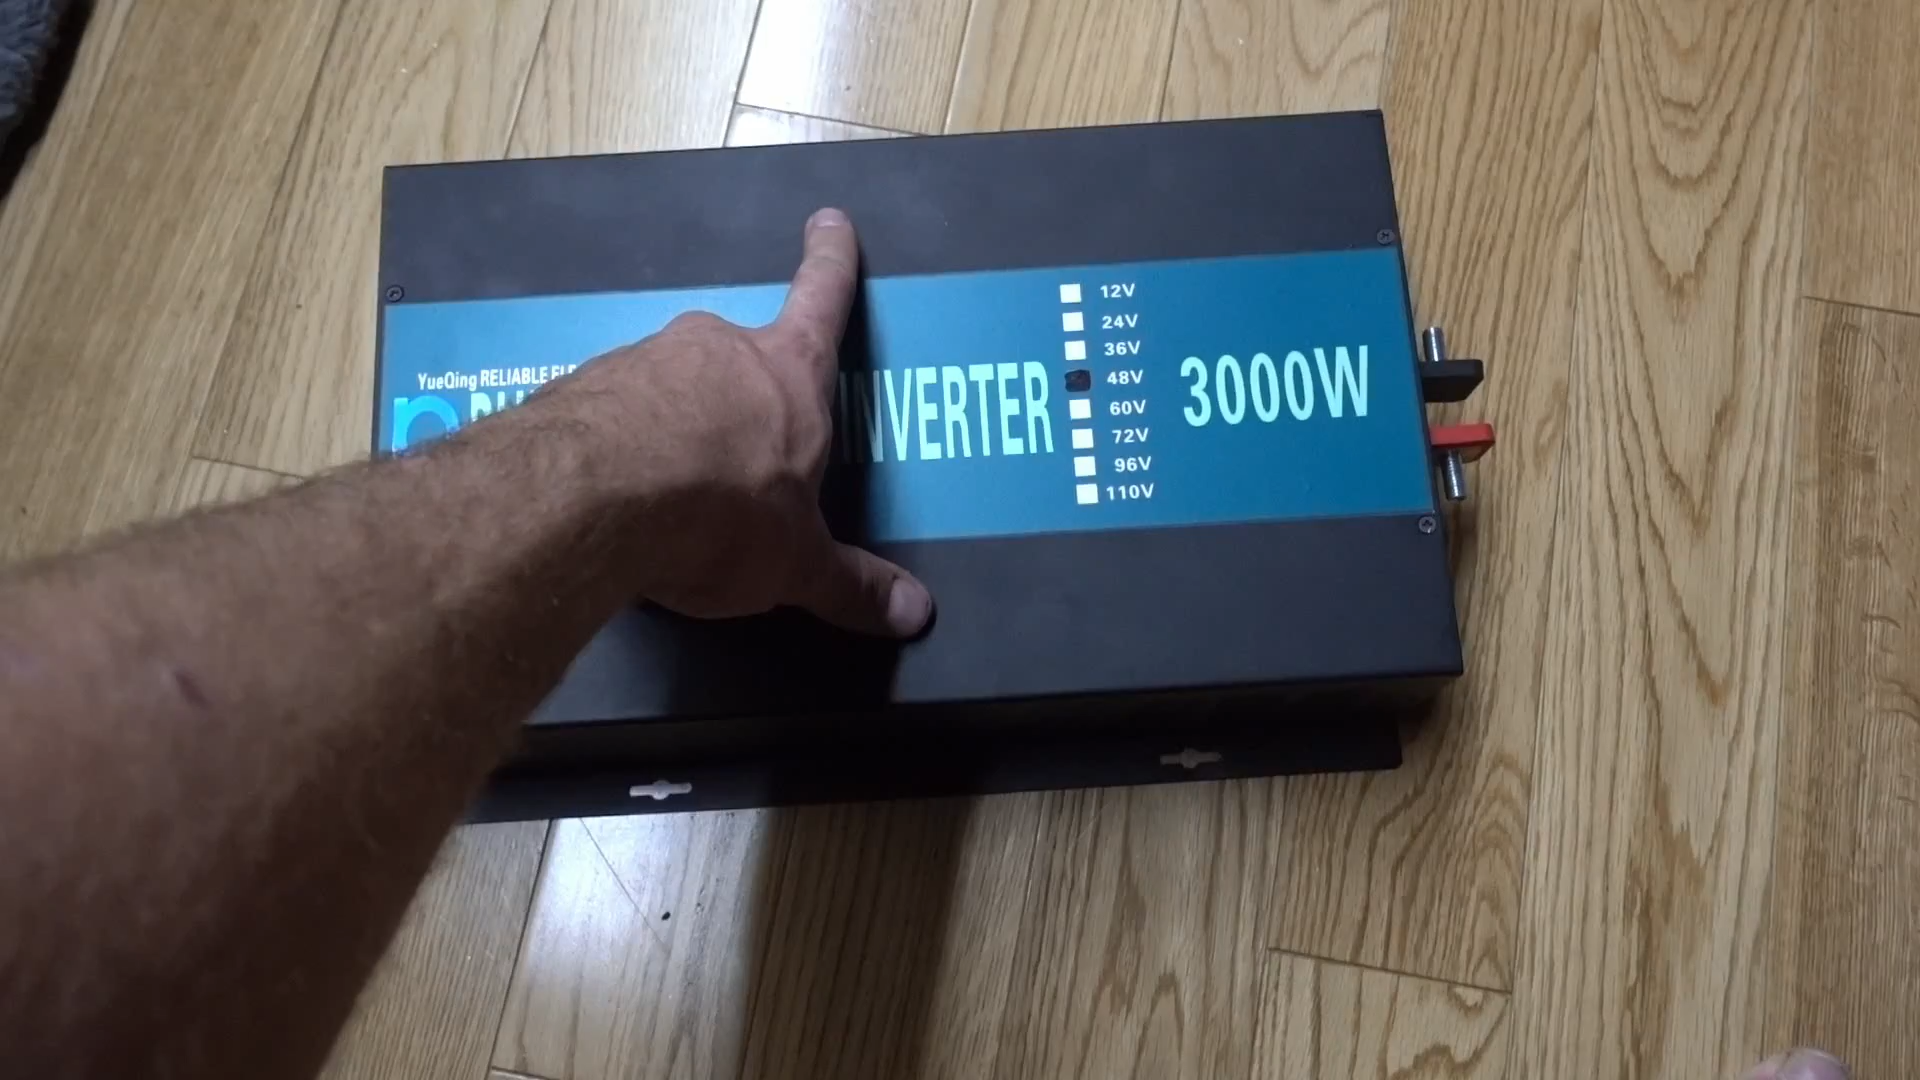 YueQing RELIABLE
INVERTER
12V
24V
36V
48V
60V
72V
96V
110V
3000W